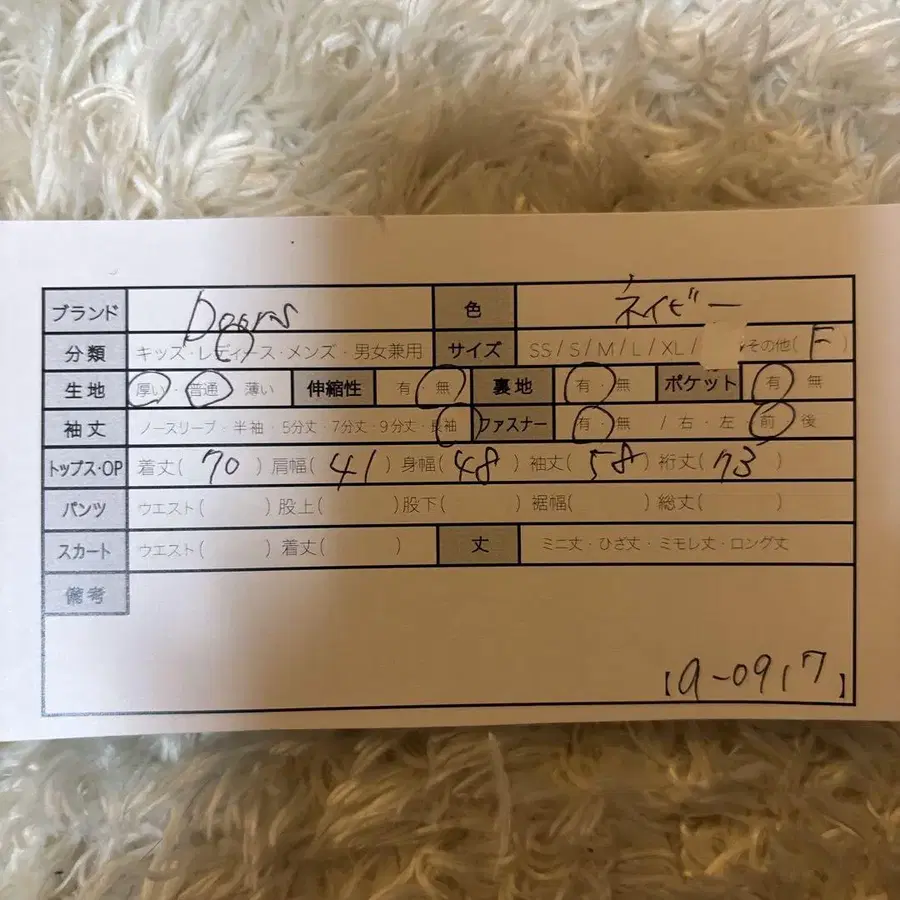 ブランド Deers 色 ネイビー
分類 キッズ・レディース・メンズ・男女兼用 サイズ SS/S/M/L/XL/ その他(F)
生地 厚い・普通・薄い 伸縮性 有・無 裏地 有・無 ポケット 有・無
袖丈 ノースリーブ・半袖・5分丈・7分丈・9分丈・長袖 ファスナー 有・無 / 右・左・前・後
トップス・OP 着丈(70) 肩幅(41) 身幅(48) 袖丈(58) 裄丈(73)
パンツ ウエスト( ) 股上( ) 股下( ) 裾幅( ) 総丈( )
スカート ウエスト( ) 着丈( ) 丈 ミニ丈・ひざ丈・ミモレ丈・ロング丈
備考
【a-0917】